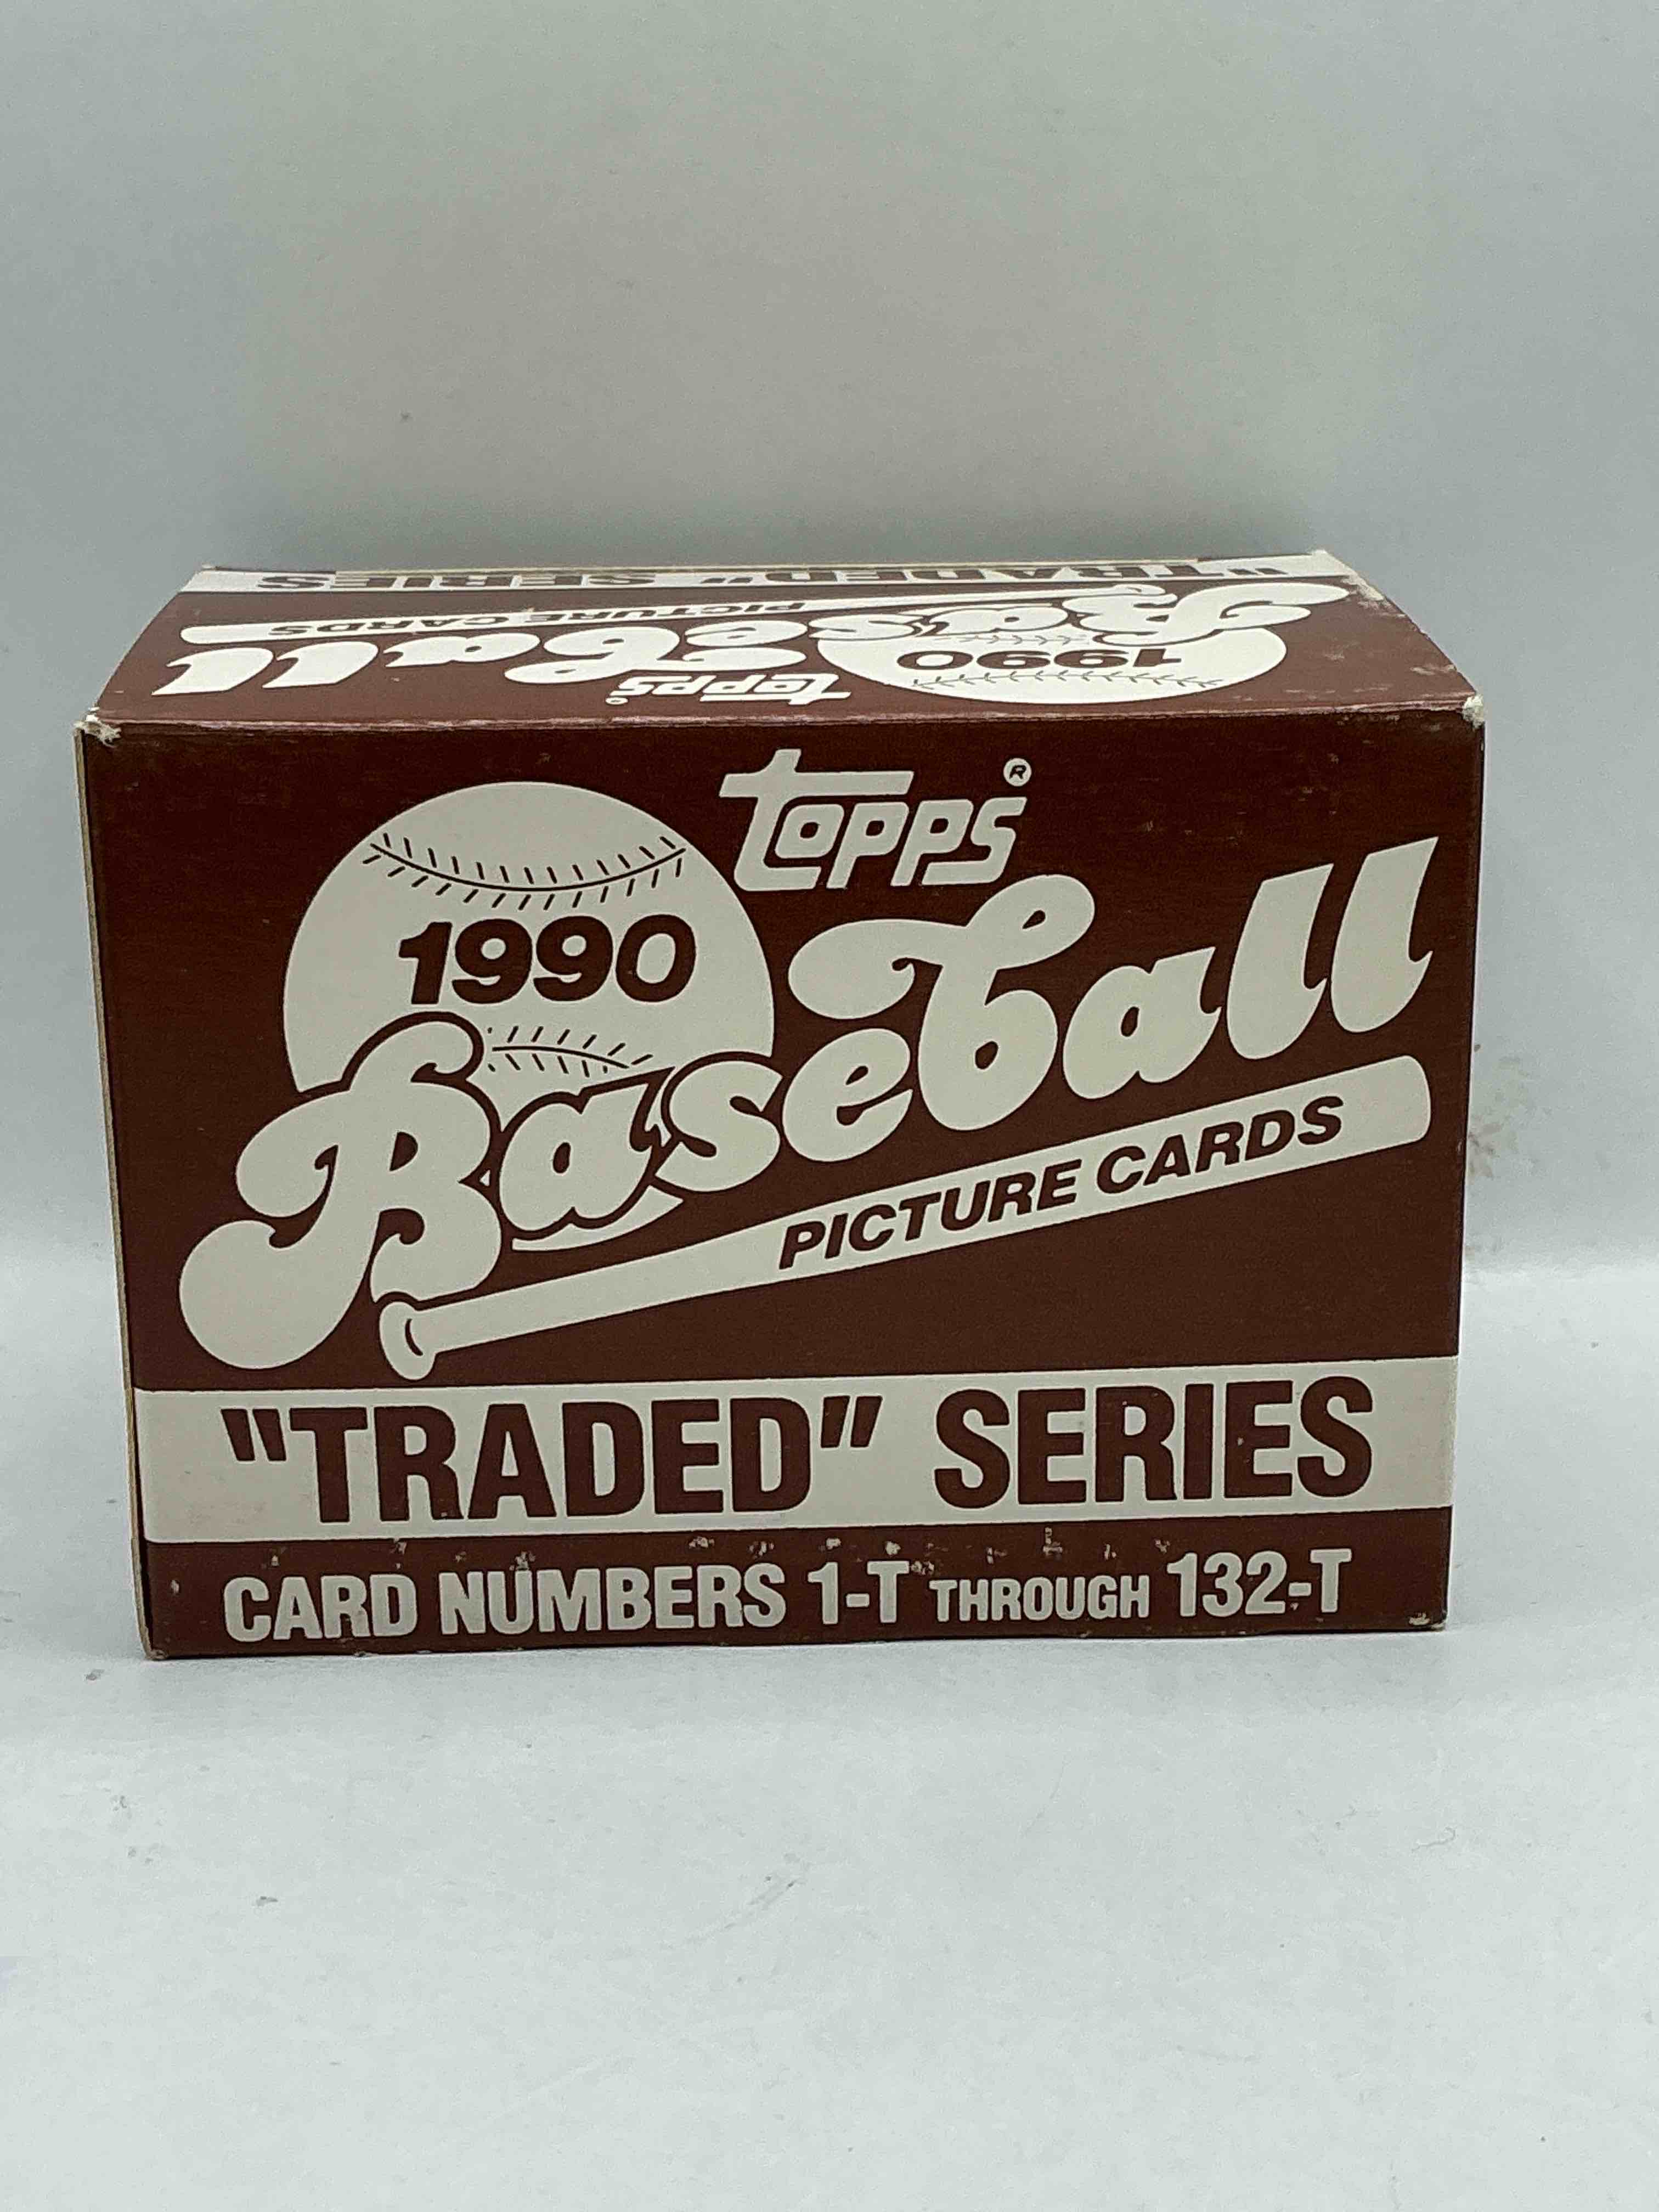 "TRADED" SERIES
PICTURE CARDS
Baseball
1990
topps
topps®
1990
Baseball
PICTURE CARDS
"TRADED" SERIES
CARD NUMBERS 1-T THROUGH 132-T